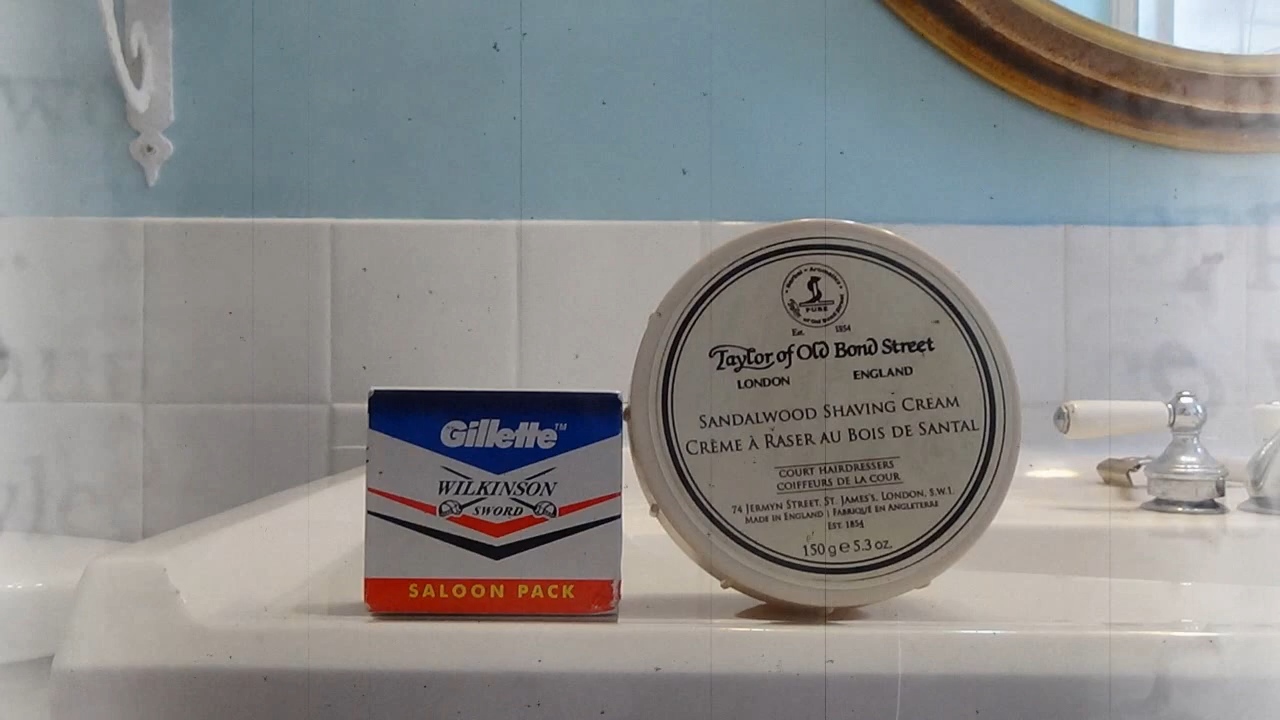 Gillette™
WILKINSON
SWORD
SALOON PACK
PURE
Est. 1854
Taylor of Old Bond Street
LONDON ENGLAND
SANDALWOOD SHAVING CREAM
CRÈME À RASER AU BOIS DE SANTAL
COURT HAIRDRESSERS
COIFFEURS DE LA COUR
74 JERMYN STREET, ST. JAMES'S, LONDON, S.W.1.
MADE IN ENGLAND | FABRIQUÉ EN ANGLETERRE
EST. 1854
150g e 5.3 oz.